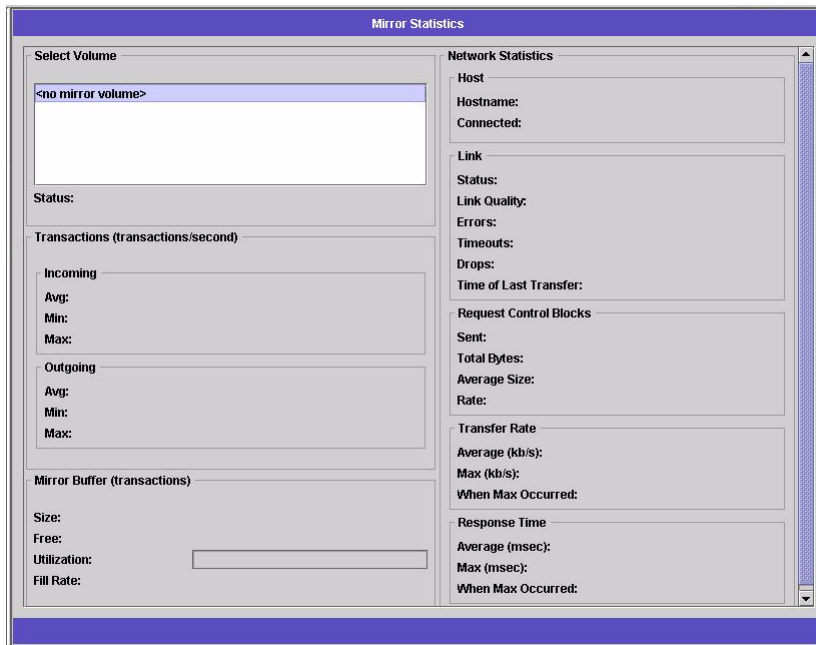 Mirror Statistics
Select Volume
<no mirror volume>
Status:
Transactions (transactions/second)
Incoming
Avg:
Min:
Max:
Outgoing
Avg:
Min:
Max:
Mirror Buffer (transactions)
Size:
Free:
Utilization:
Fill Rate:
Network Statistics
Host
Hostname:
Connected:
Link
Status:
Link Quality:
Errors:
Timeouts:
Drops:
Time of Last Transfer:
Request Control Blocks
Sent:
Total Bytes:
Average Size:
Rate:
Transfer Rate
Average (kb/s):
Max (kb/s):
When Max Occurred:
Response Time
Average (msec):
Max (msec):
When Max Occurred: